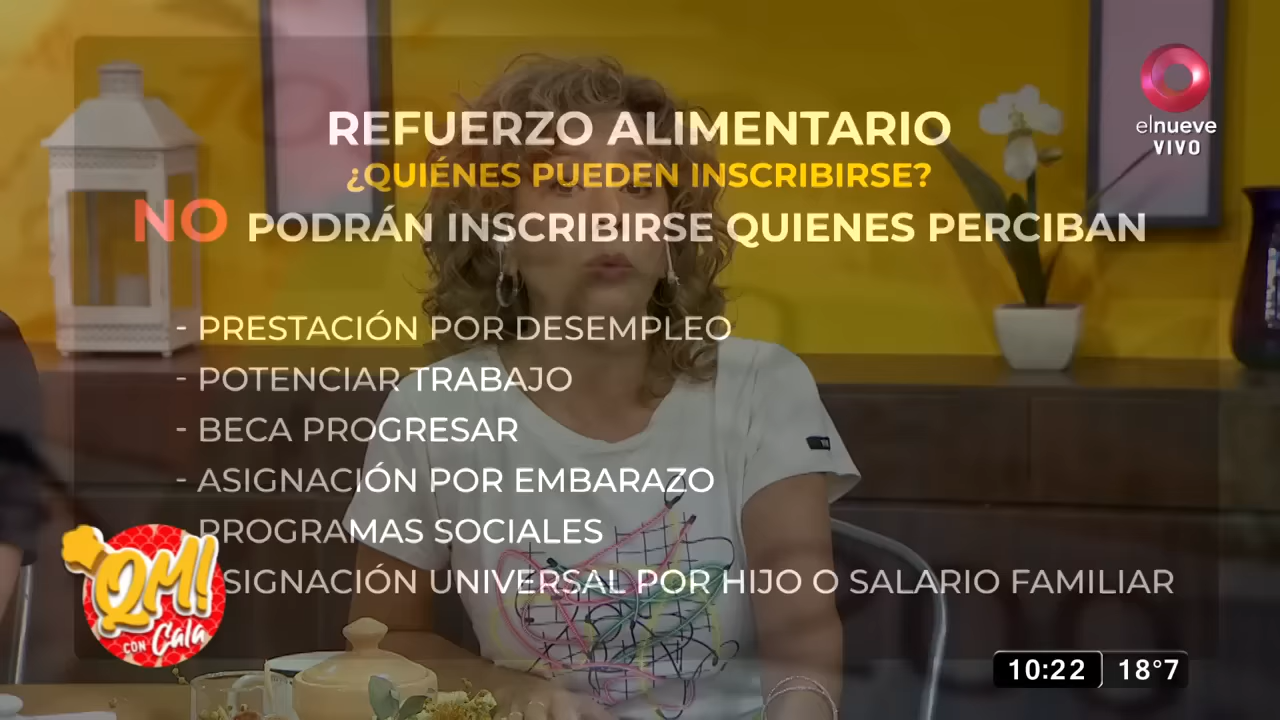 elnueve
VIVO
REFUERZO ALIMENTARIO
¿QUIÉNES PUEDEN INSCRIBIRSE?
NO PODRÁN INSCRIBIRSE QUIENES PERCIBAN
- PRESTACIÓN POR DESEMPLEO
- POTENCIAR TRABAJO
- BECA PROGRESAR
- ASIGNACIÓN POR EMBARAZO
PROGRAMAS SOCIALES
SIGNACIÓN UNIVERSAL POR HIJO O SALARIO FAMILIAR
QM!
CON Cala
10:22 18°7